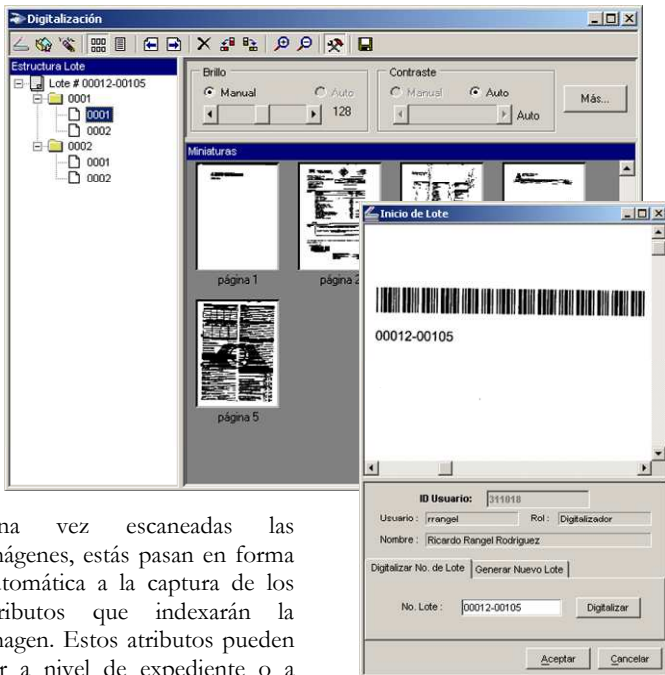 Digitalización
Estructura Lote
Lote # 00012-00105
0001
0001
0002
0002
0001
0002
Brillo
Manual
Auto
128
Contraste
Manual
Auto
Auto
Más...
Miniaturas
página 1
página 2
página 5
Inicio de Lote
00012-00105
ID Usuario: 311018
Usuario : rrangel Rol : Digitalizador
Nombre : Ricardo Rangel Rodriguez
Digitalizar No. de Lote Generar Nuevo Lote
No. Lote : 00012-00105 Digitalizar
Aceptar Cancelar
na vez escaneadas las
nágenes, estás pasan en forma
utomática a la captura de los
ributos que indexarán la
nagen. Estos atributos pueden
r a nivel de expediente o a